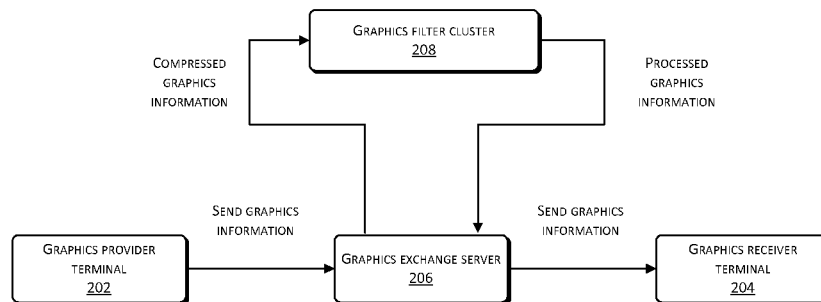 GRAPHICS FILTER CLUSTER
208
COMPRESSED
GRAPHICS
INFORMATION
PROCESSED
GRAPHICS
INFORMATION
SEND GRAPHICS
INFORMATION
SEND GRAPHICS
INFORMATION
GRAPHICS PROVIDER
TERMINAL
202
GRAPHICS EXCHANGE SERVER
206
GRAPHICS RECEIVER
TERMINAL
204